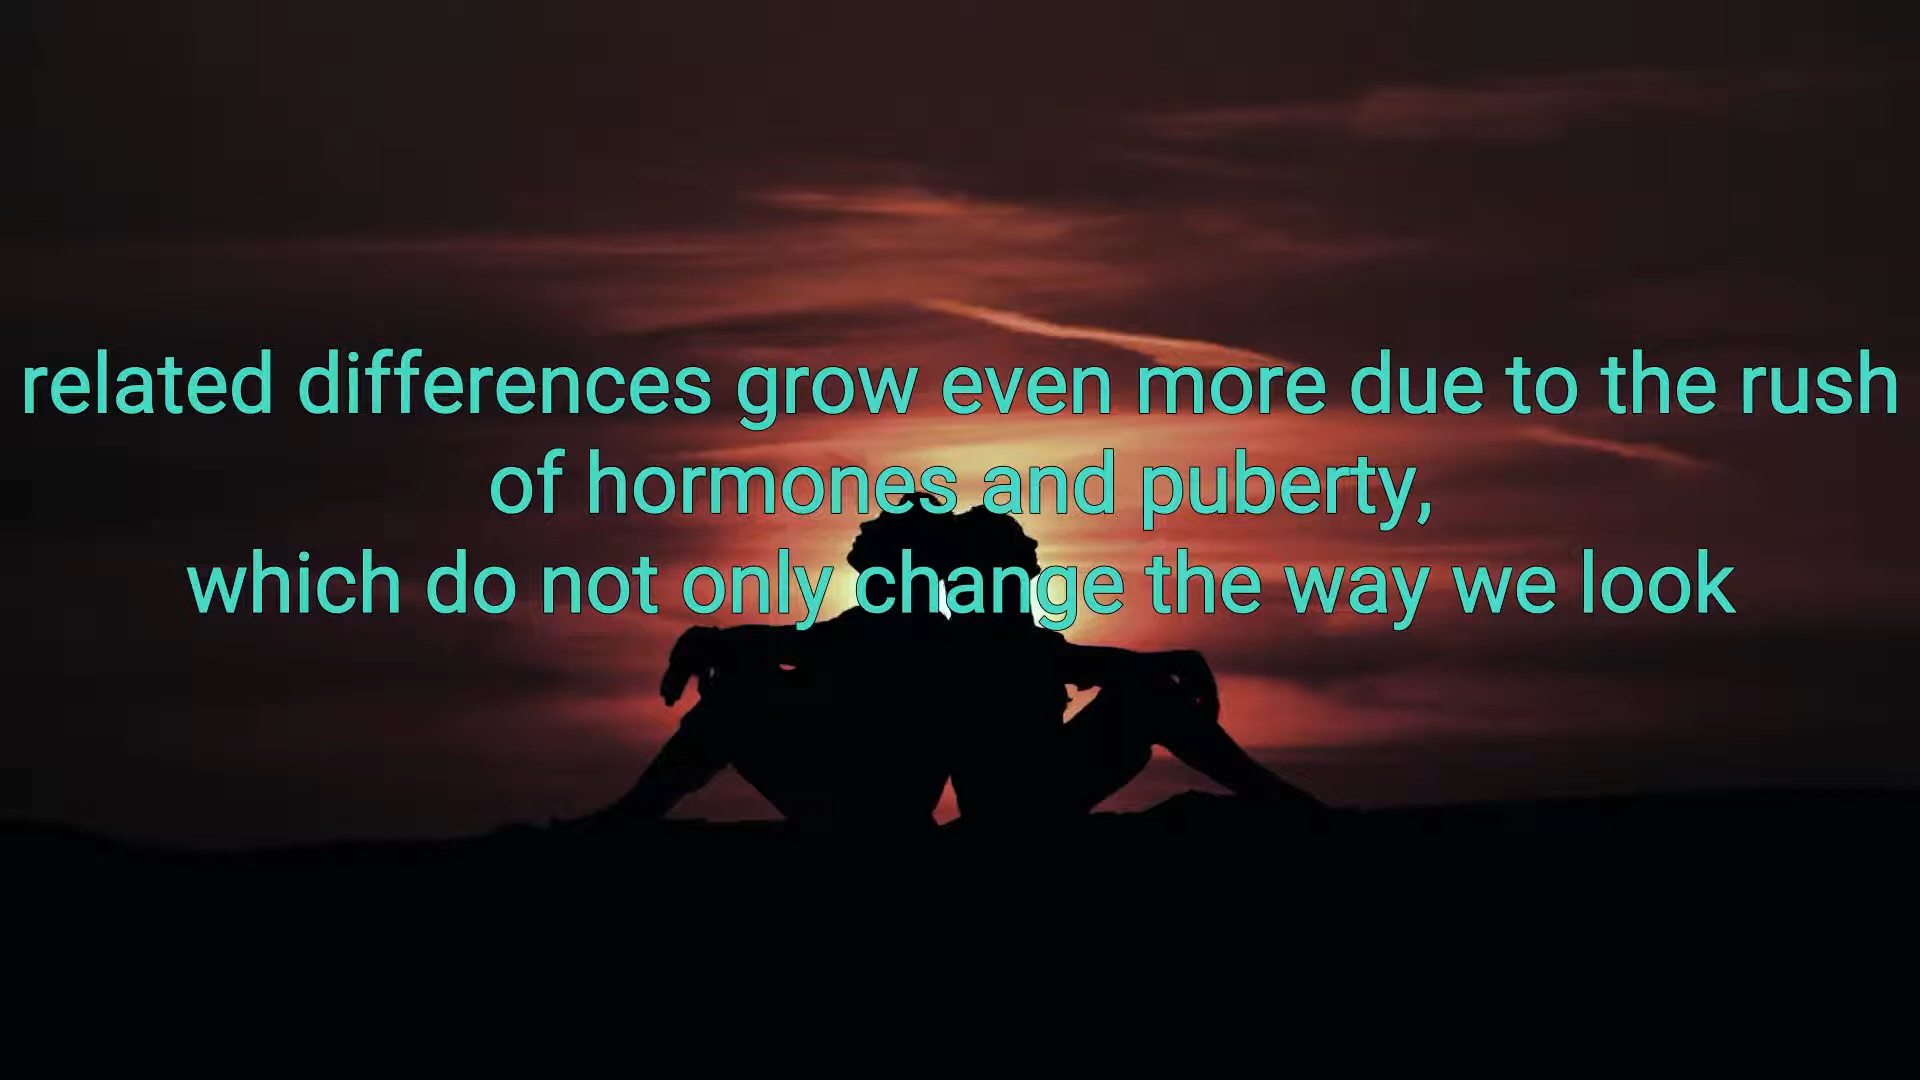 related differences grow even more due to the rush
of hormones and puberty,
which do not only change the way we look